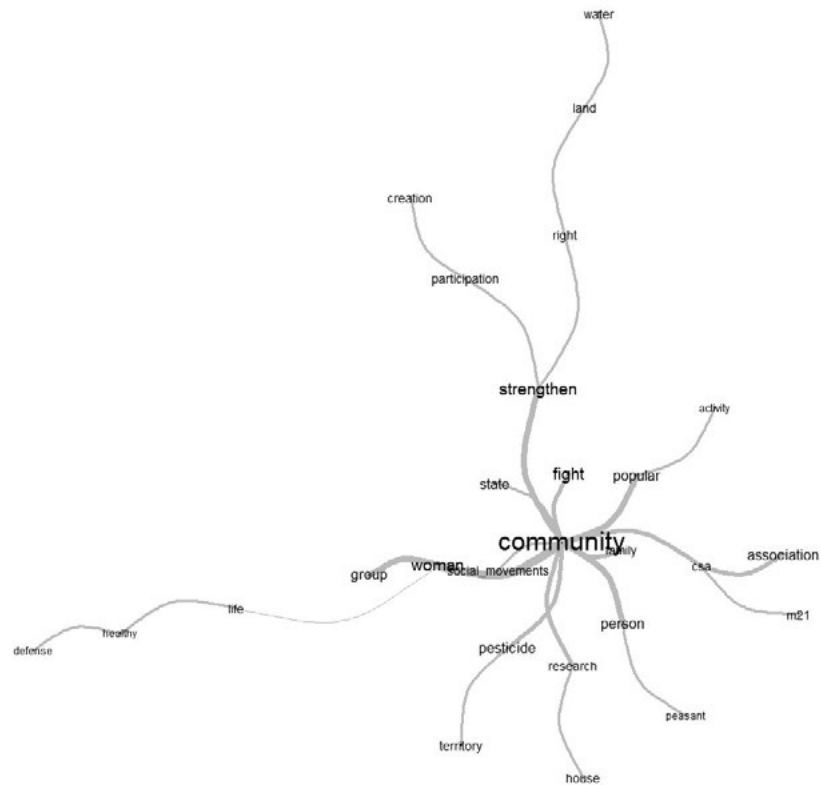 water
land
creation
right
participation
strengthen
activity
fight
popular
state
community
family
association
woman
social_movements
csa
group
life
m21
person
healthy
defense
pesticide
research
peasant
territory
house